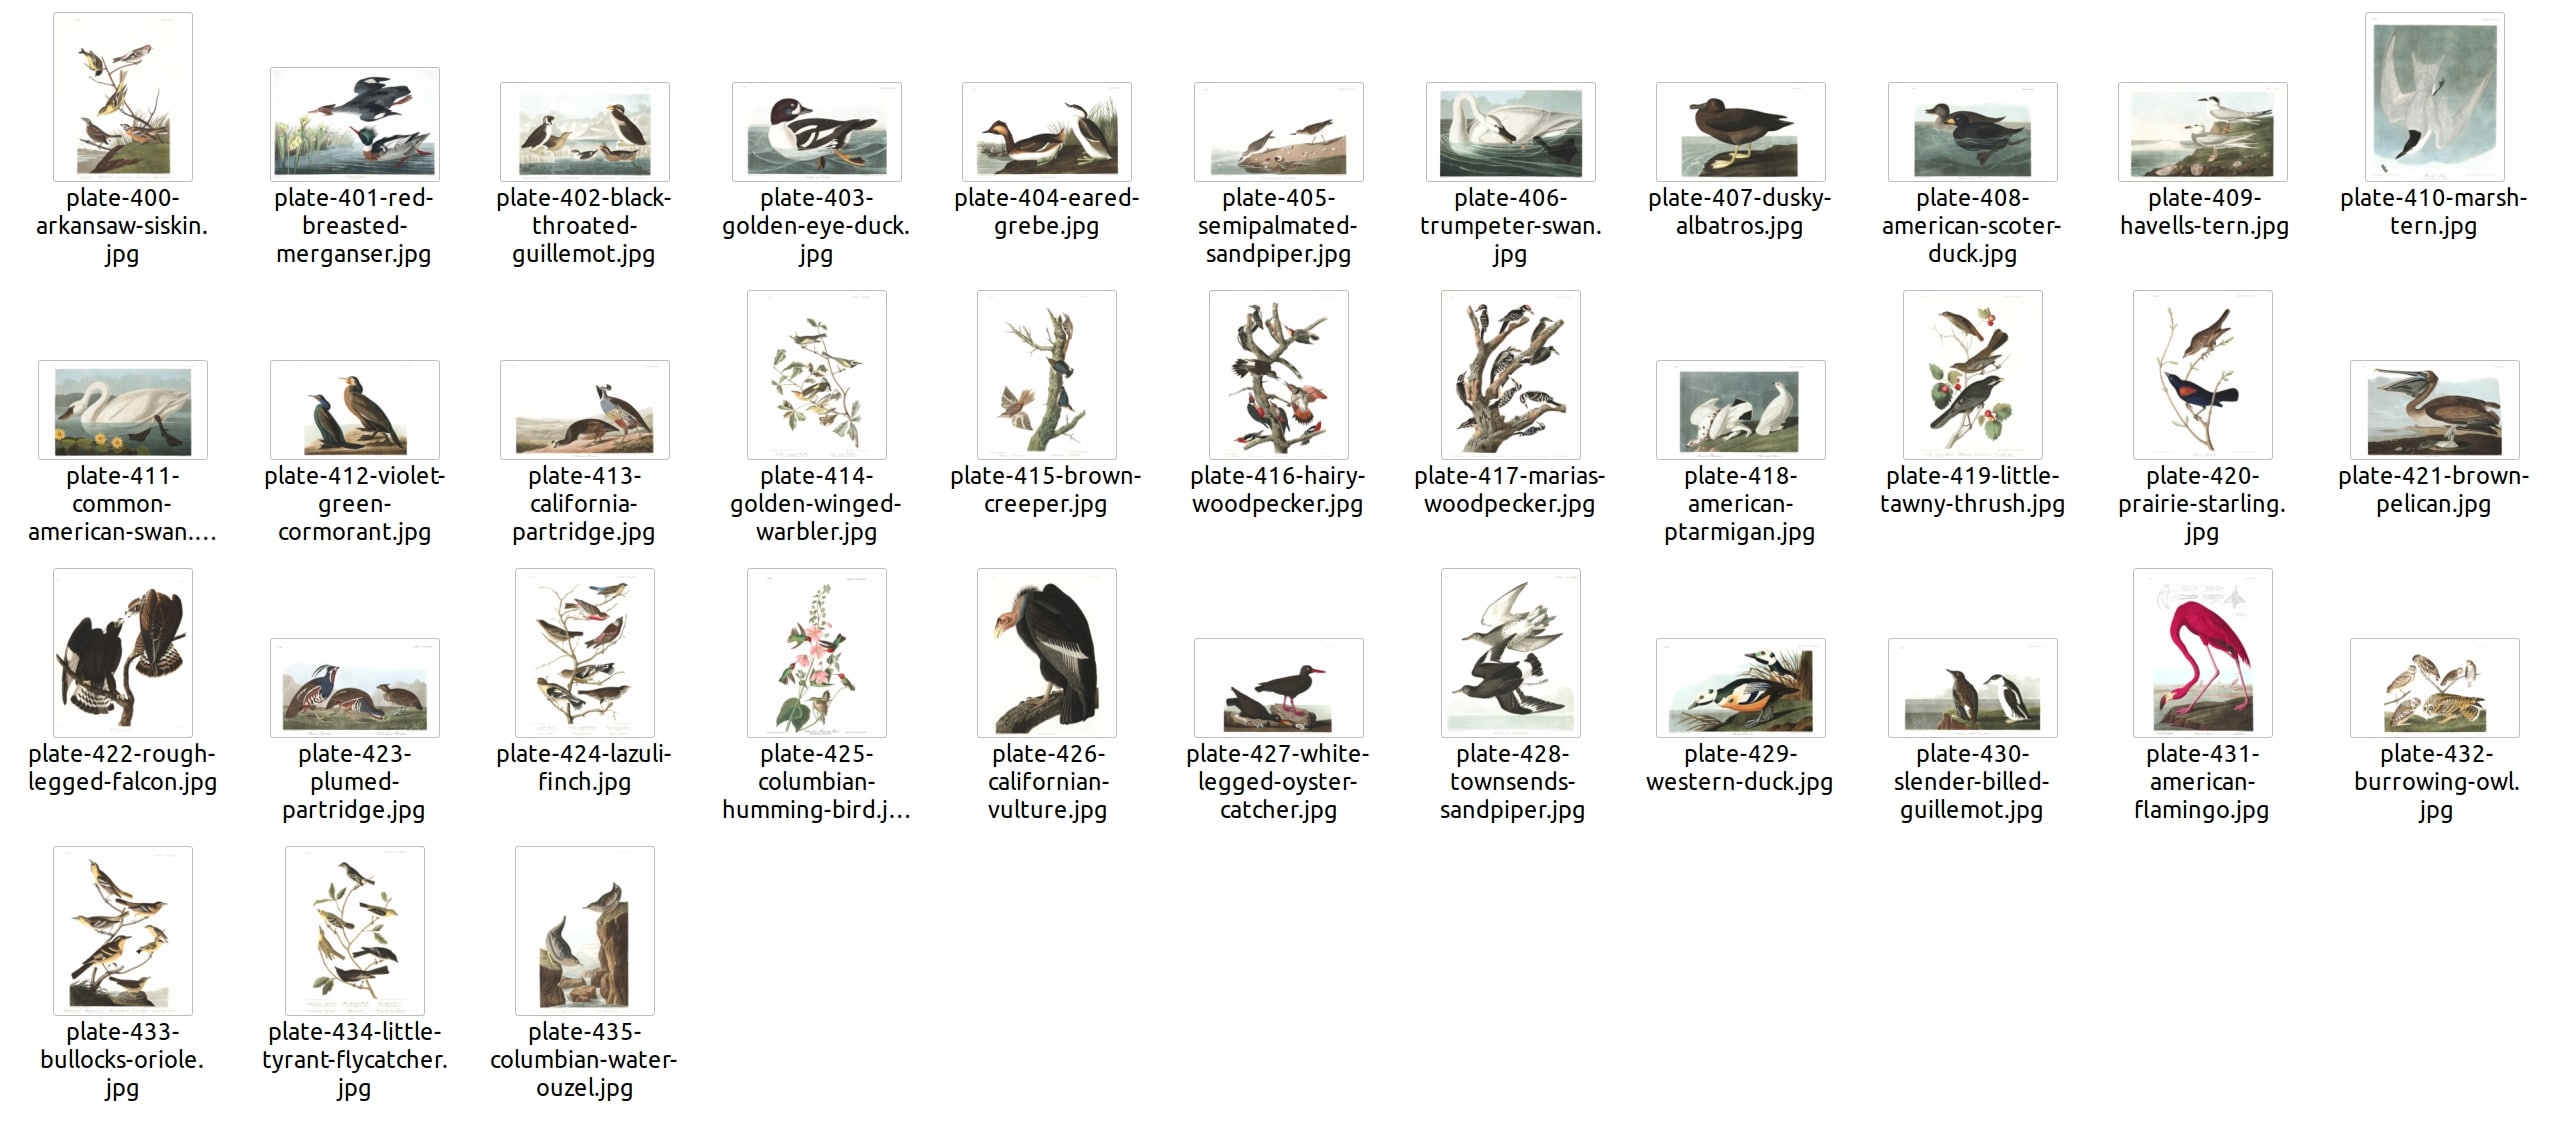 plate-400-
arkansaw-siskin.
jpg
plate-401-red-
breasted-
merganser.jpg
plate-402-black-
throated-
guillemot.jpg
plate-403-
golden-eye-duck.
jpg
plate-404-eared-
grebe.jpg
plate-405-
semipalmated-
sandpiper.jpg
plate-406-
trumpeter-swan.
jpg
plate-407-dusky-
albatros.jpg
plate-408-
american-scoter-
duck.jpg
plate-409-
havells-tern.jpg
plate-410-marsh-
tern.jpg
plate-411-
common-
american-swan.…
plate-412-violet-
green-
cormorant.jpg
plate-413-
california-
partridge.jpg
plate-414-
golden-winged-
warbler.jpg
plate-415-brown-
creeper.jpg
plate-416-hairy-
woodpecker.jpg
plate-417-marias-
woodpecker.jpg
plate-418-
american-
ptarmigan.jpg
plate-419-little-
tawny-thrush.jpg
plate-420-
prairie-starling.
jpg
plate-421-brown-
pelican.jpg
plate-422-rough-
legged-falcon.jpg
plate-423-
plumed-
partridge.jpg
plate-424-lazuli-
finch.jpg
plate-425-
columbian-
humming-bird.j…
plate-426-
californian-
vulture.jpg
plate-427-white-
legged-oyster-
catcher.jpg
plate-428-
townsends-
sandpiper.jpg
plate-429-
western-duck.jpg
plate-430-
slender-billed-
guillemot.jpg
plate-431-
american-
flamingo.jpg
plate-432-
burrowing-owl.
jpg
plate-433-
bullocks-oriole.
jpg
plate-434-little-
tyrant-flycatcher.
jpg
plate-435-
columbian-water-
ouzel.jpg